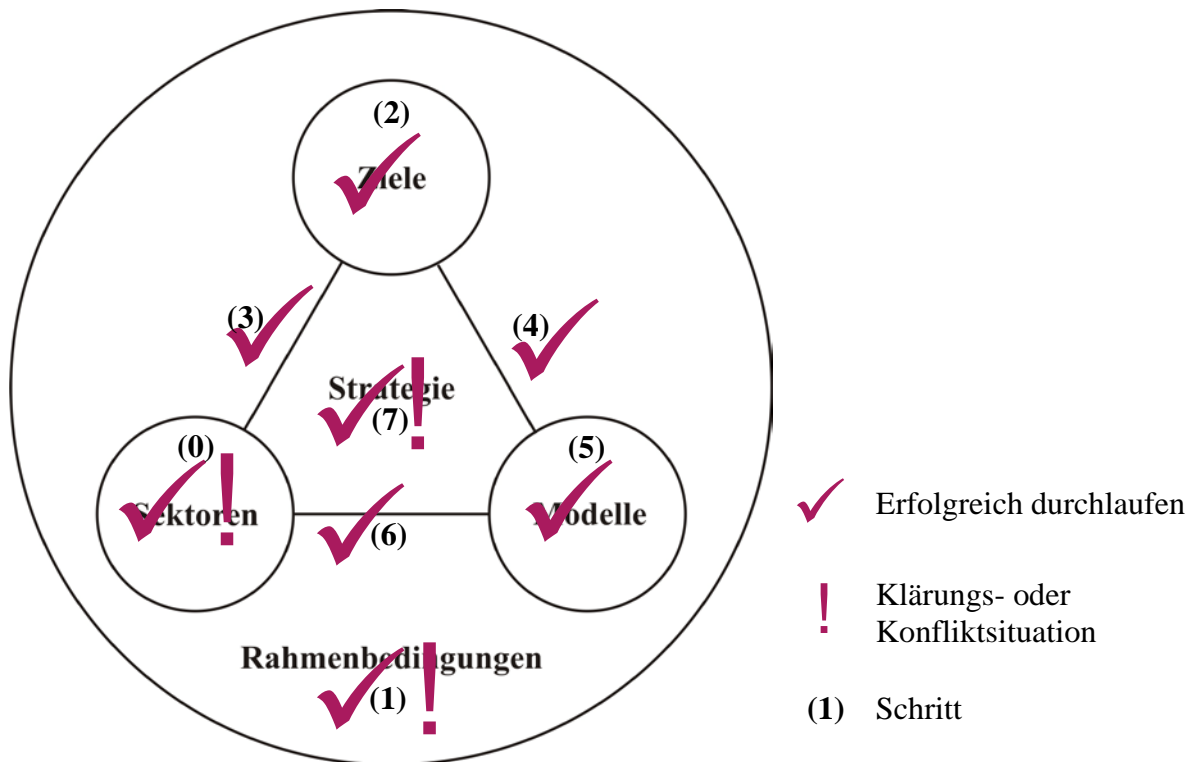 (2)
Ziele
(3)
(4)
Strategie
(7)
(0)
(5)
Sektoren
Modelle
(6)
Rahmenbedingungen
(1)
Erfolgreich durchlaufen
Klärungs- oder
Konfliktsituation
(1) Schritt